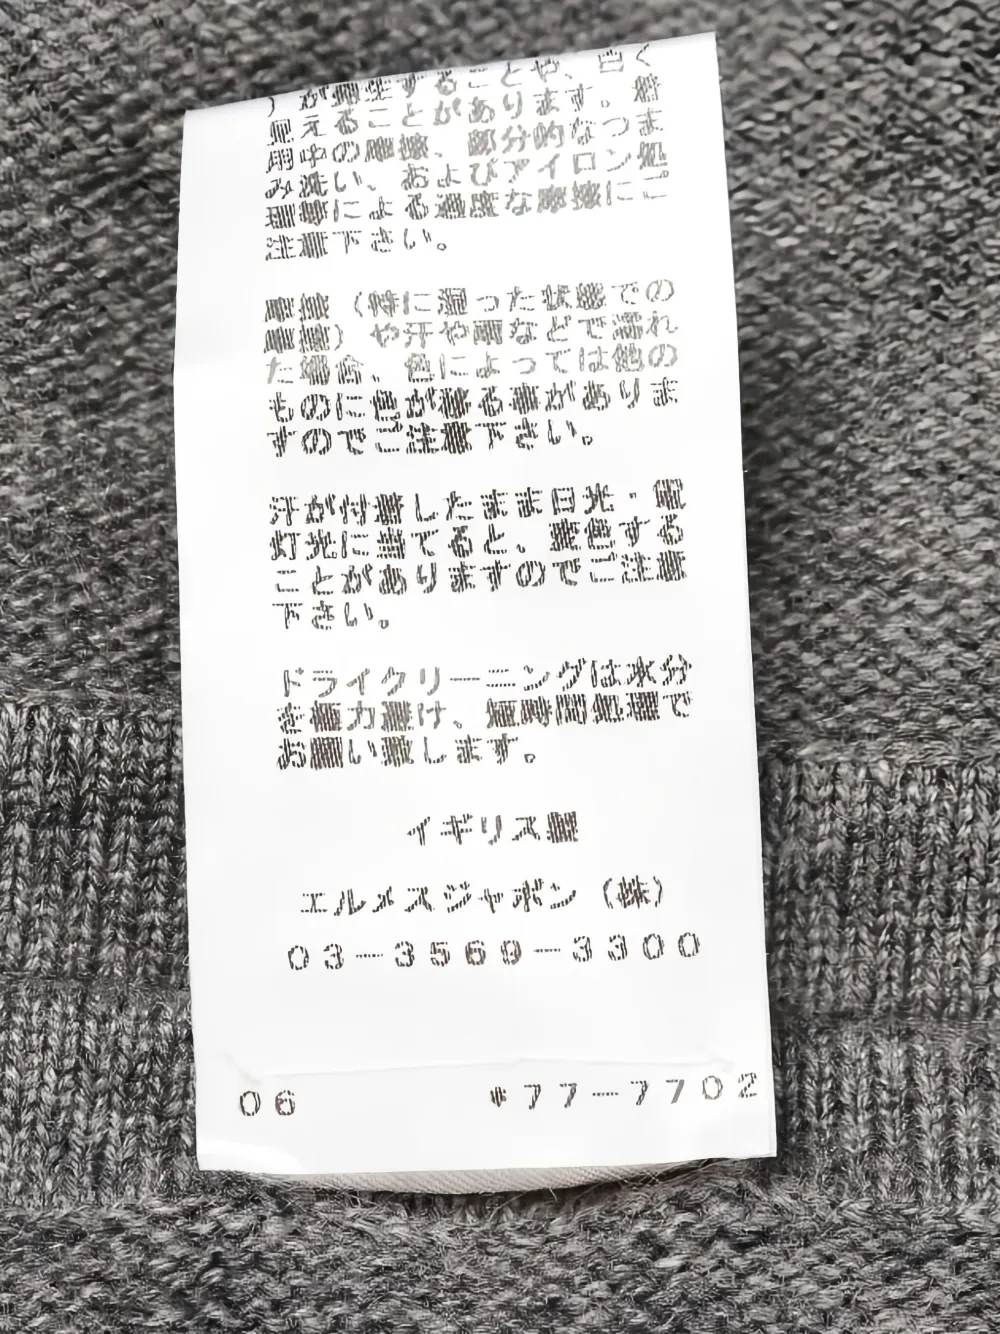 ）が発生することや、白く
見えることがあります。着
用中の摩擦、部分的なつま
み洗い、およびアイロン処
理等による過度な摩擦にご
注意下さい。
摩擦（特に湿った状態での
摩擦）や汗や雨などで濡れ
た場合、色によっては他の
ものに色が移る事がありま
すのでご注意下さい。
汗が付着したまま日光・電
灯光に当てると、変色する
ことがありますのでご注意
下さい。
ドライクリーニングは水分
を極力避け、短時間処理で
お願い致します。
イギリス製
エルメスジャポン（株）
03-3569-3300
06 *77-7702